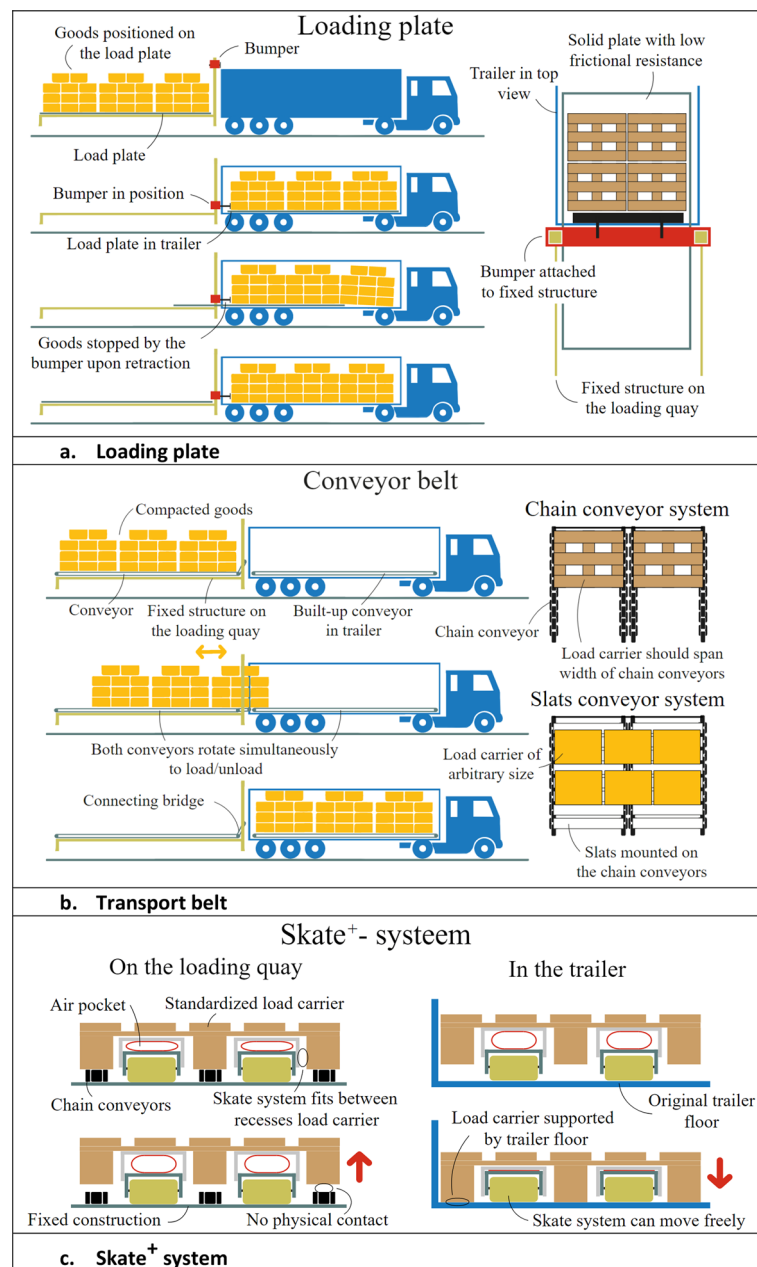 Loading plate
Goods positioned on
the load plate
Bumper
Load plate
Bumper in position
Load plate in trailer
Goods stopped by the
bumper upon retraction
Solid plate with low
frictional resistance
Trailer in top
view
Bumper attached
to fixed structure
Fixed structure on
the loading quay
a. Loading plate
Conveyor belt
Compacted goods
Conveyor
Fixed structure on
the loading quay
Built-up conveyor
in trailer
Both conveyors rotate simultaneously
to load/unload
Connecting bridge
Chain conveyor system
Chain conveyor
Load carrier should span
width of chain conveyors
Slats conveyor system
Load carrier of
arbitrary size
Slats mounted on
the chain conveyors
b. Transport belt
Skate+- systeem
On the loading quay
Air pocket
Standardized load carrier
Chain conveyors
Skate system fits between
recesses load carrier
Fixed construction
No physical contact
In the trailer
Original trailer
floor
Load carrier supported
by trailer floor
Skate system can move freely
c. Skate+ system